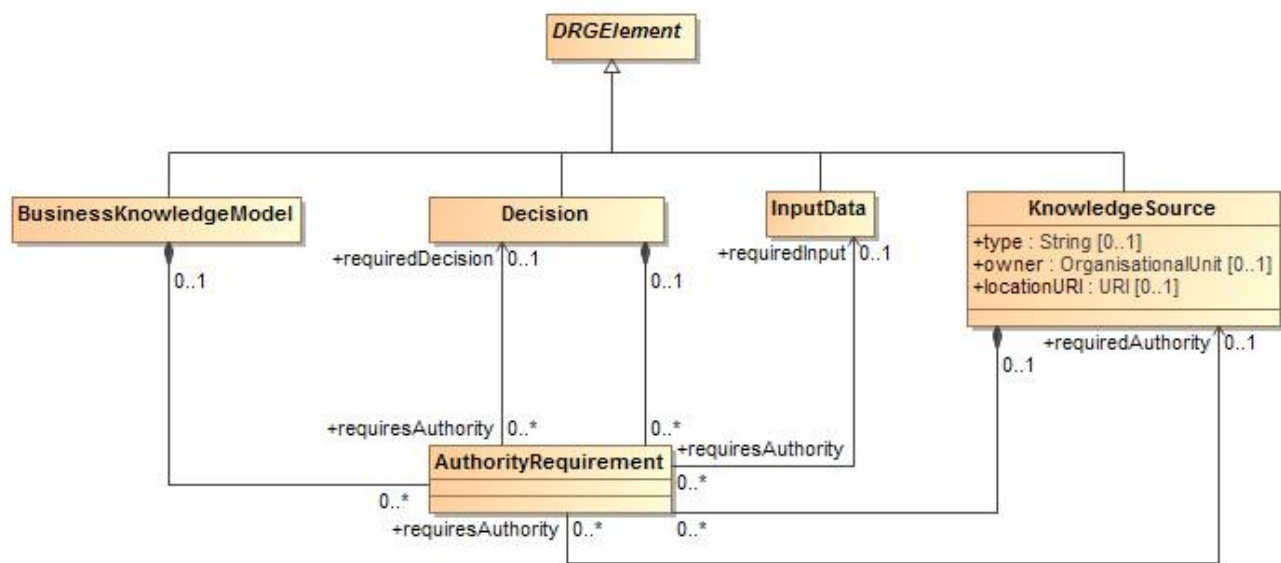 DRGElement
BusinessKnowledgeModel
Decision
InputData
KnowledgeSource
+type : String [0..1]
+owner : OrganisationalUnit [0..1]
+locationURI : URI [0..1]
0..1
+requiredDecision 0..1
0..1
+requiredInput 0..1
0..1
+requiredAuthority 0..1
+requiresAuthority 0..*
0..*
+requiresAuthority
0..*
AuthorityRequirement
0..*
+requiresAuthority 0..*
0..*